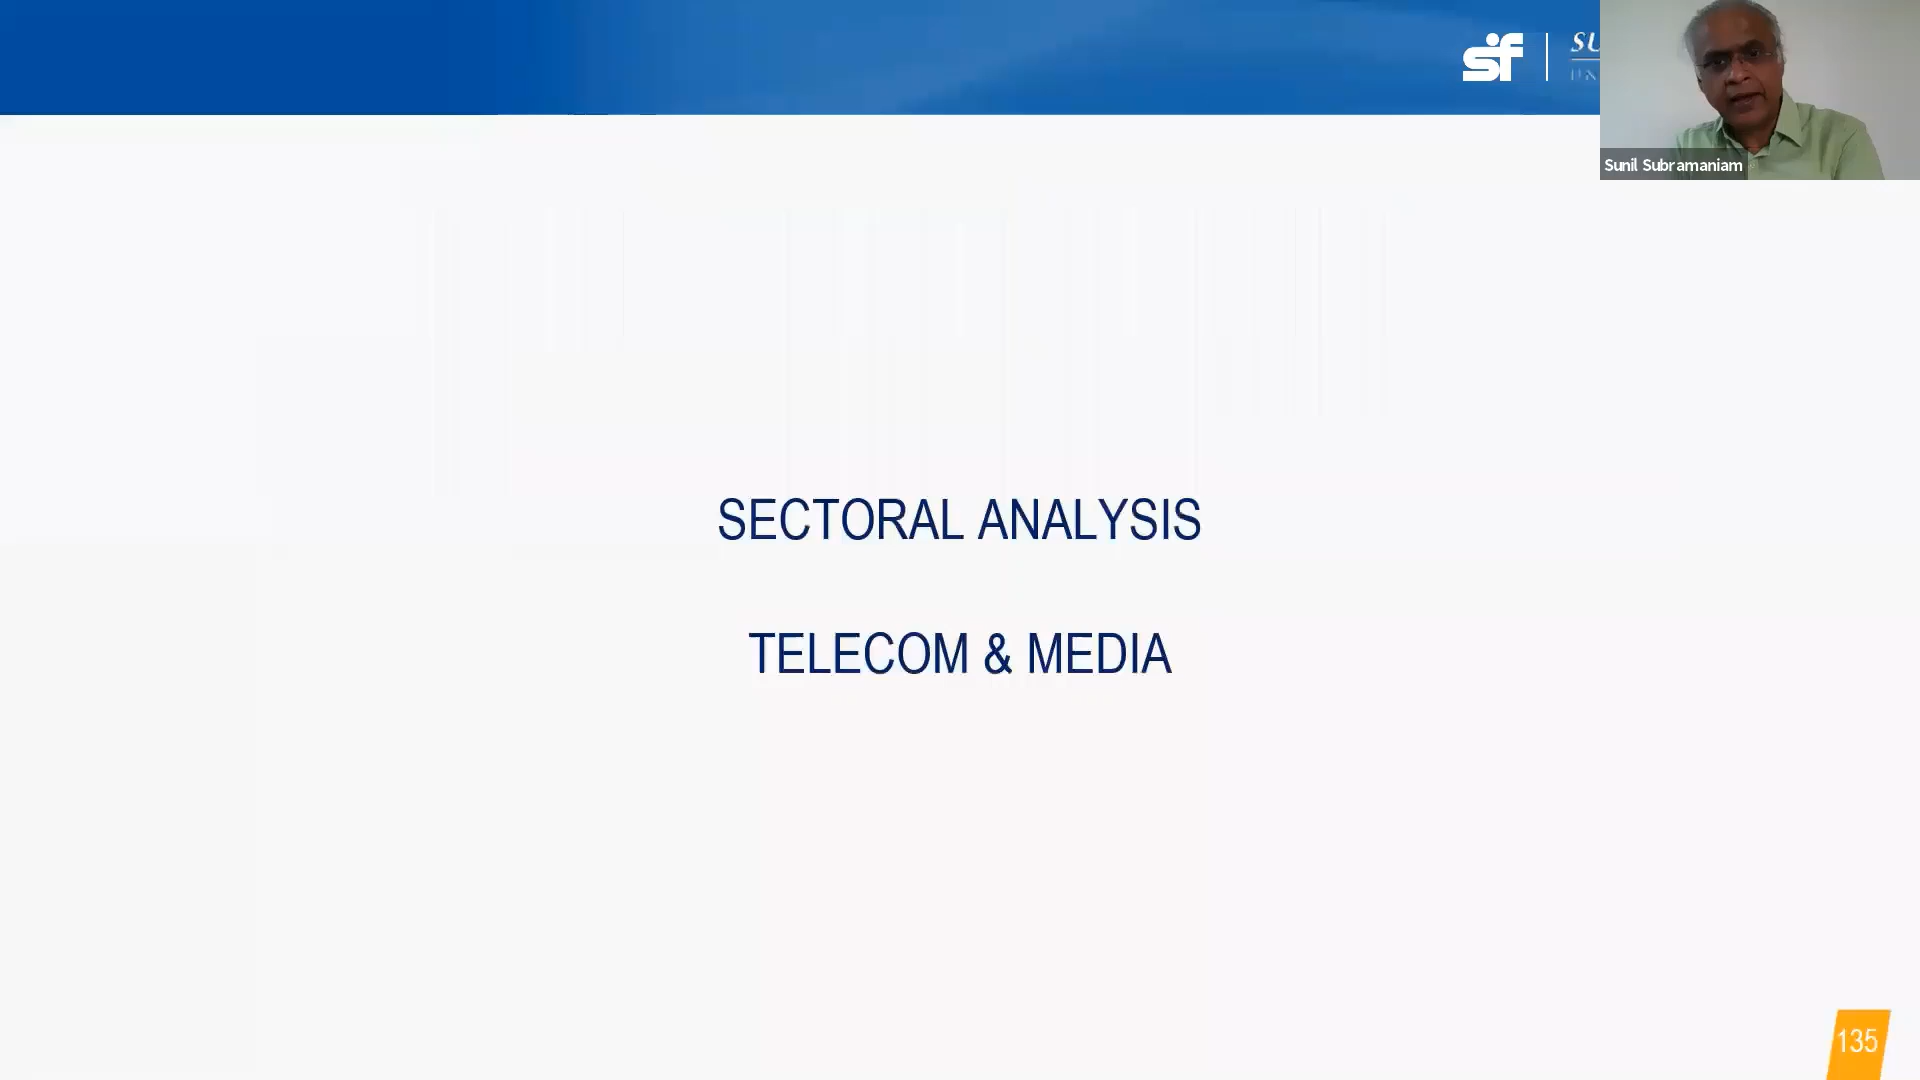 sf
Sunil Subramaniam
SECTORAL ANALYSIS
TELECOM & MEDIA
135